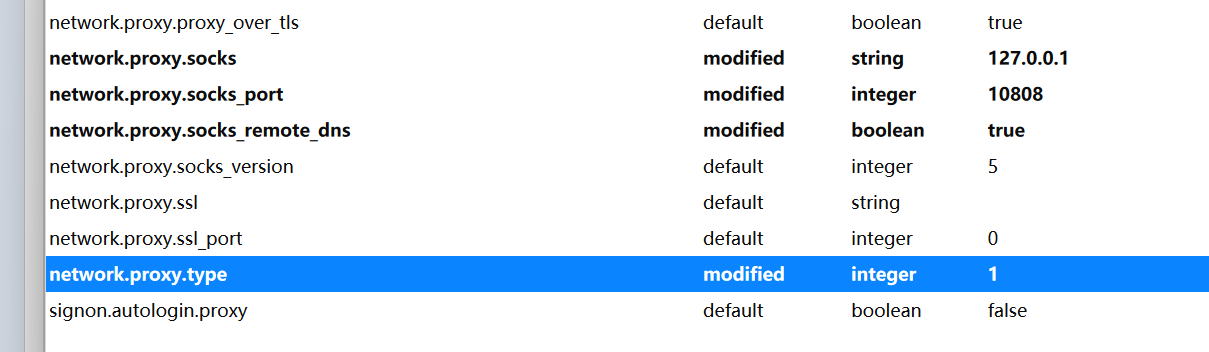 network.proxy.proxy_over_tls default boolean true
network.proxy.socks modified string 127.0.0.1
network.proxy.socks_port modified integer 10808
network.proxy.socks_remote_dns modified boolean true
network.proxy.socks_version default integer 5
network.proxy.ssl default string
network.proxy.ssl_port default integer 0
network.proxy.type modified integer 1
signon.autologin.proxy default boolean false